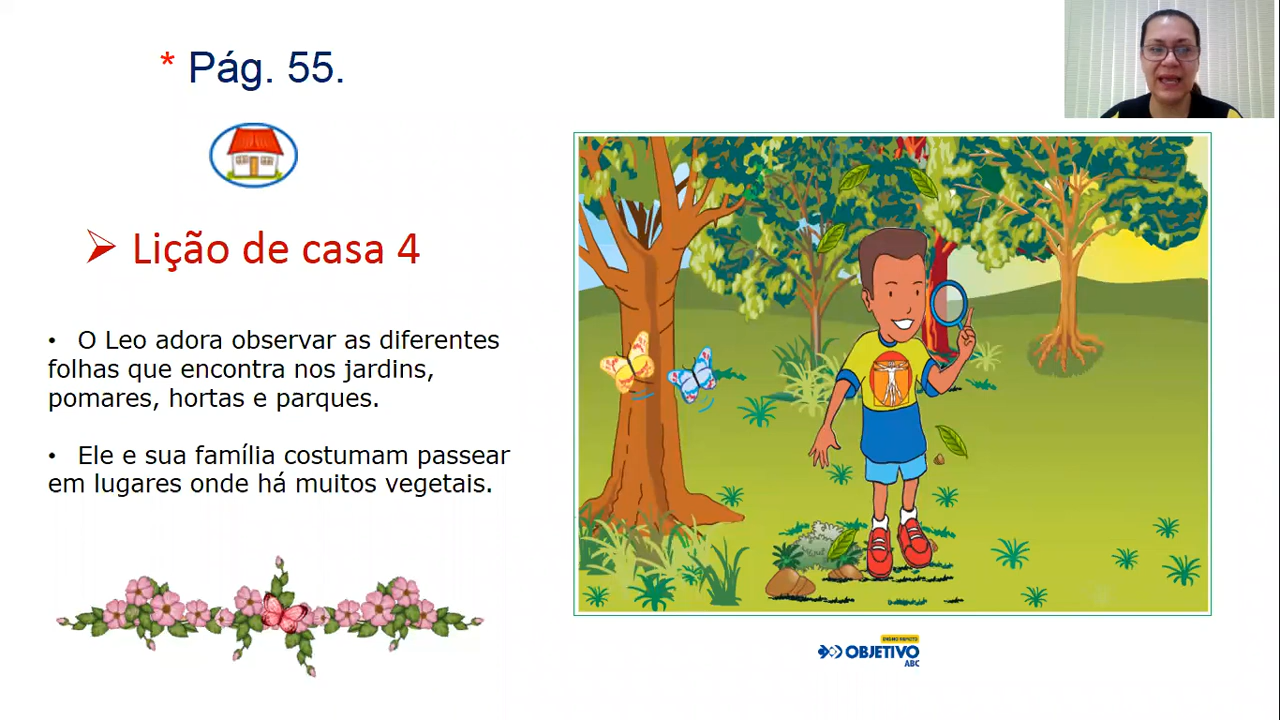 * Pág. 55.
Lição de casa 4
• O Leo adora observar as diferentes
folhas que encontra nos jardins,
pomares, hortas e parques.
• Ele e sua família costumam passear
em lugares onde há muitos vegetais.
OBJETIVO
ABC